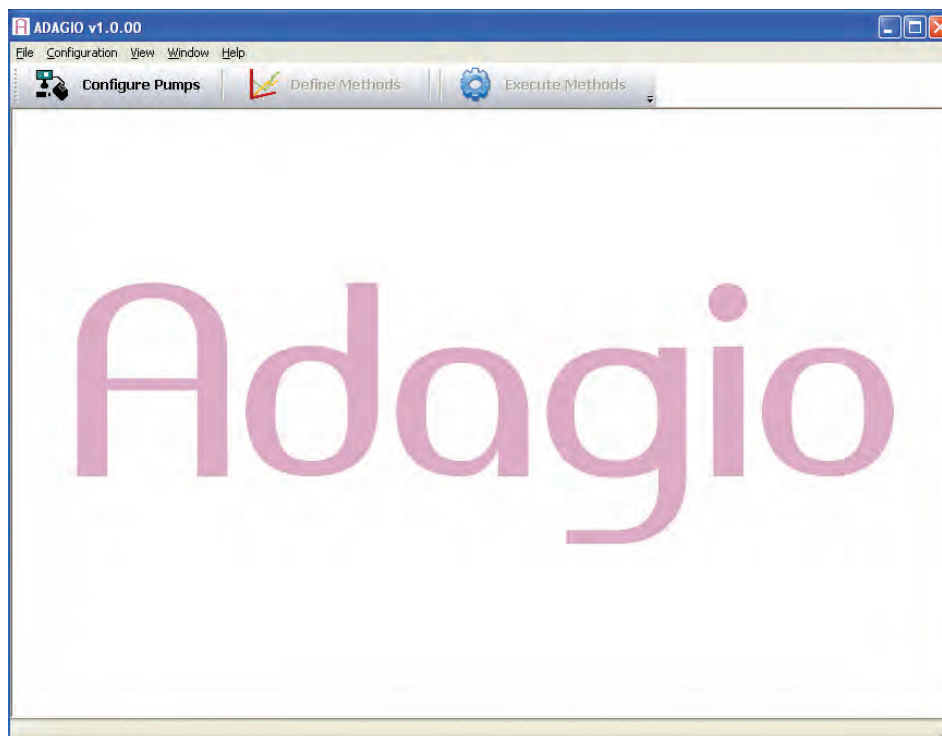 ADAGIO v1.0.00
File Configuration View Window Help
Configure Pumps Define Methods Execute Methods
Adagio